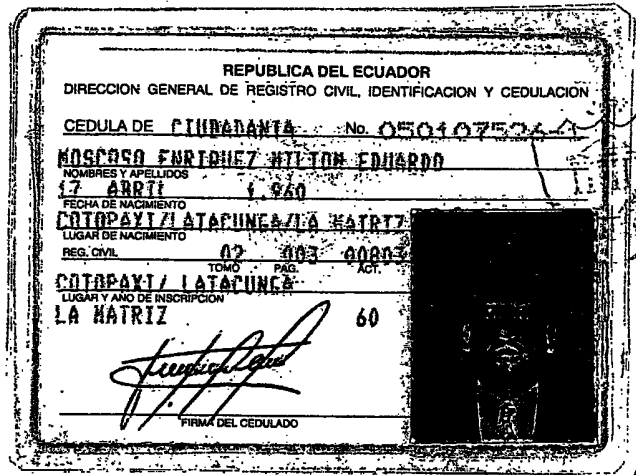 REPUBLICA DEL ECUADOR
DIRECCION GENERAL DE REGISTRO CIVIL, IDENTIFICACION Y CEDULACION
CEDULA DE CIUDADANIA No. 050107526-1
MOSCOSO ENRIQUEZ MILTON EDUARDO
NOMBRES Y APELLIDOS
17 ABRIL 1.960
FECHA DE NACIMIENTO
COTOPAXI/LATACUNGA/LA MATRIZ
LUGAR DE NACIMIENTO
REG. CIVIL 02 003 00803
TOMO PAG. ACT.
COTOPAXI/ LATACUNGA
LUGAR Y AÑO DE INSCRIPCION
LA MATRIZ 60
FIRMA DEL CEDULADO